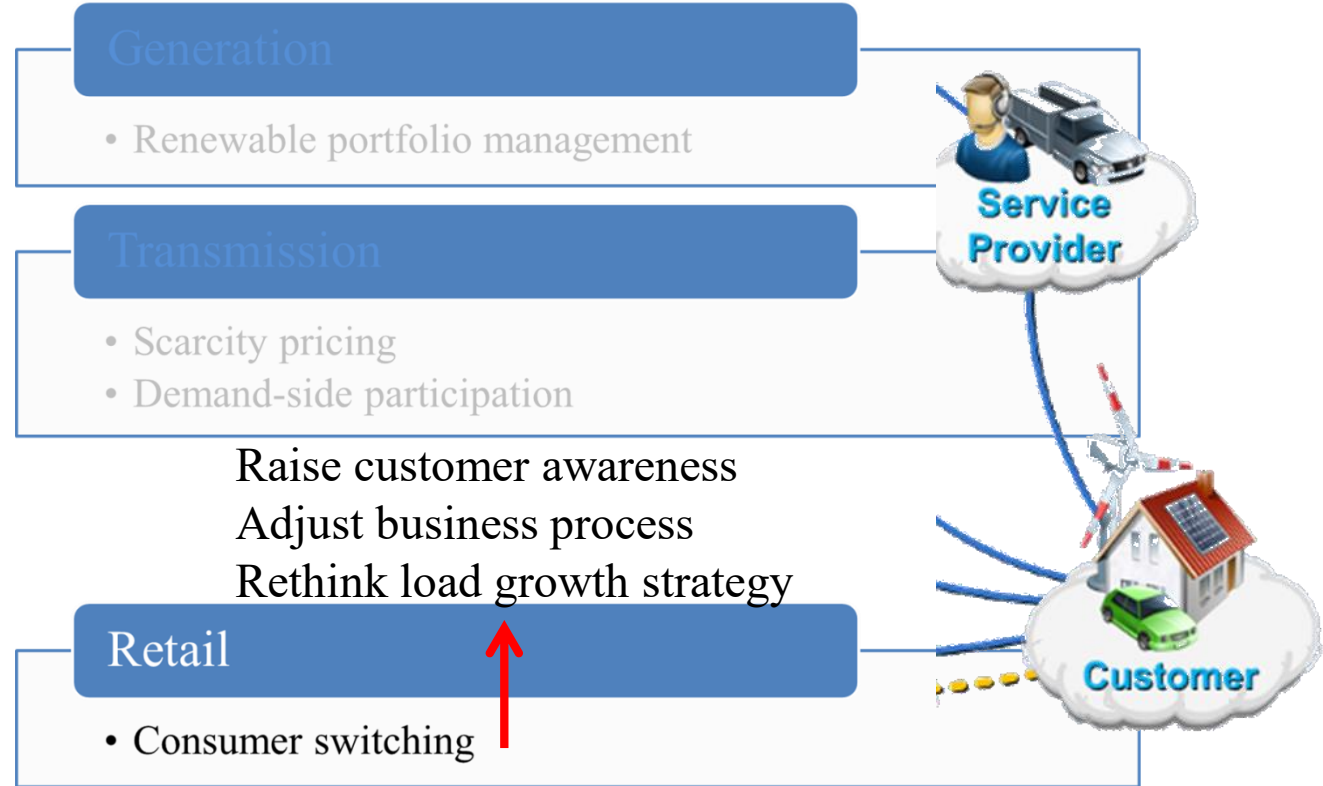 Generation
• Renewable portfolio management
Service
Provider
Transmission
• Scarcity pricing
• Demand-side participation
Raise customer awareness
Adjust business process
Rethink load growth strategy
Retail
• Consumer switching
Customer